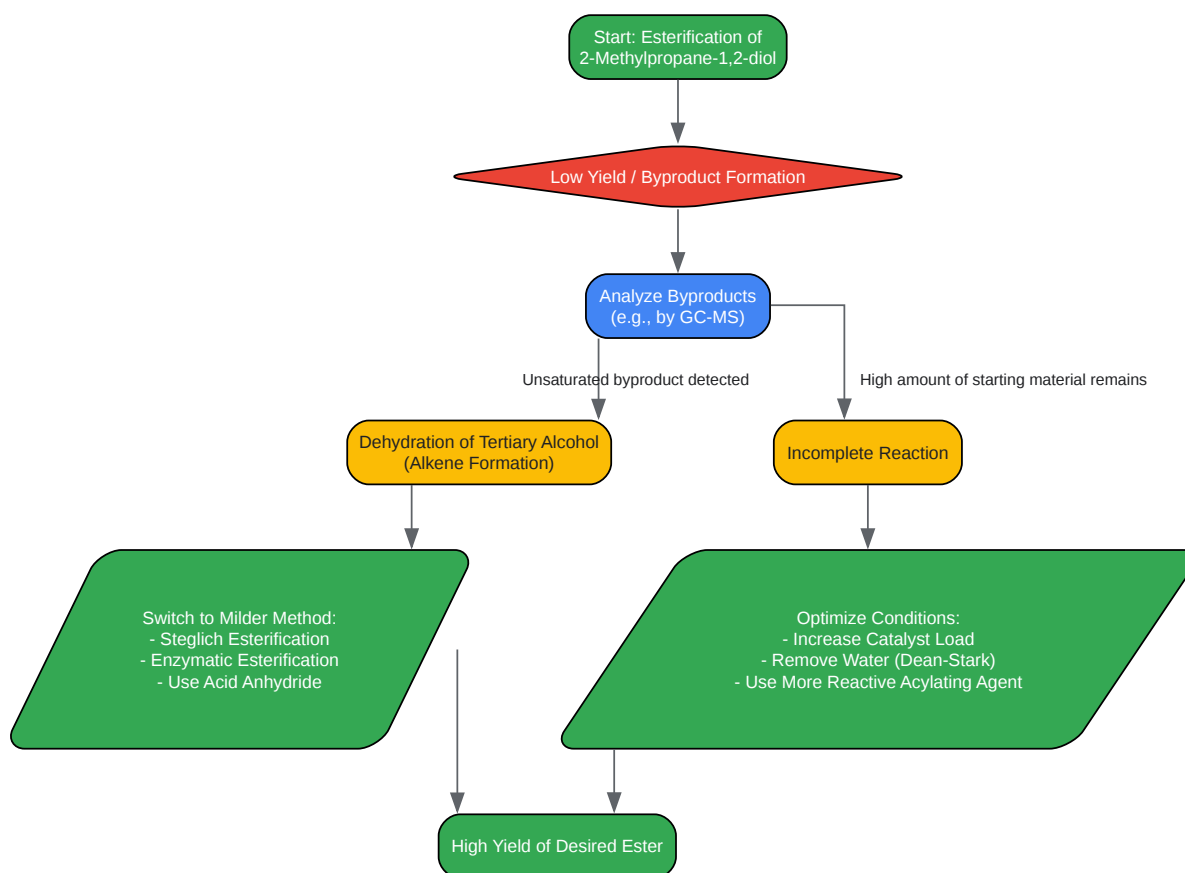 Start: Esterification of
2-Methylpropane-1,2-diol
Low Yield / Byproduct Formation
Analyze Byproducts
(e.g., by GC-MS)
Unsaturated byproduct detected
High amount of starting material remains
Dehydration of Tertiary Alcohol
(Alkene Formation)
Incomplete Reaction
Switch to Milder Method:
- Steglich Esterification
- Enzymatic Esterification
- Use Acid Anhydride
Optimize Conditions:
- Increase Catalyst Load
- Remove Water (Dean-Stark)
- Use More Reactive Acylating Agent
High Yield of Desired Ester